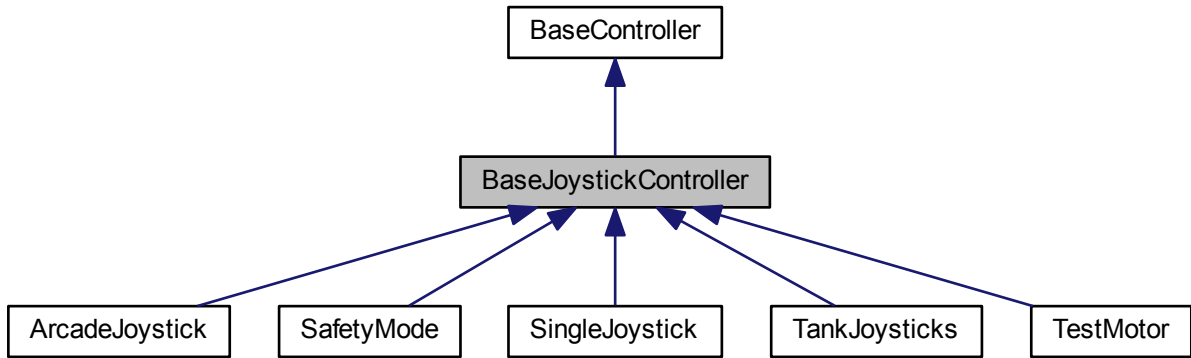 BaseController
BaseJoystickController
ArcadeJoystick
SafetyMode
SingleJoystick
TankJoysticks
TestMotor